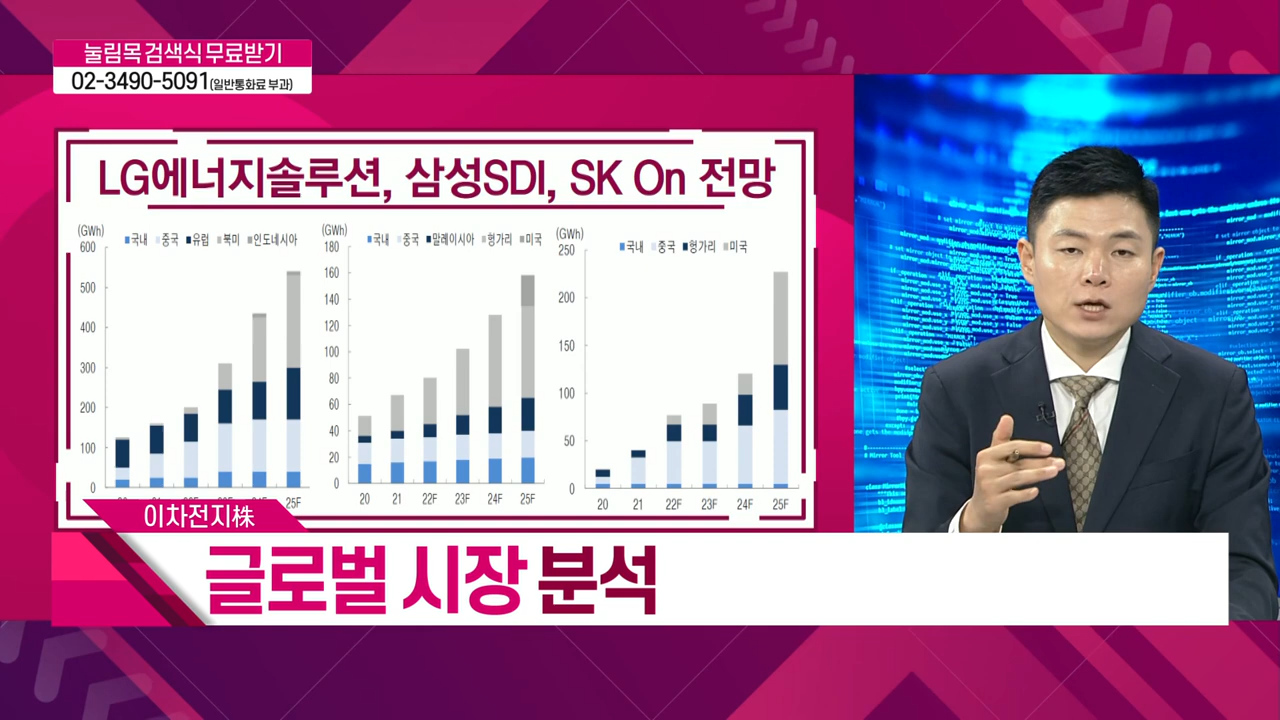 눌림목 검색식 무료받기
02-3490-5091(일반통화료 부과)
LG에너지솔루션, 삼성SDI, SK On 전망
(GWh)
■국내 ■중국 ■유럽 ■북미 ■인도네시아
600
500
400
300
200
100
0
25F
(GWh)
■국내 ■중국 ■말레이시아 ■헝가리 ■미국
180
160
140
120
100
80
60
40
20
0
20 21 22F 23F 24F 25F
(GWh)
■국내 ■중국 ■헝가리 ■미국
250
200
150
100
50
0
20 21 22F 23F 24F 25F
이차전지株
글로벌 시장 분석